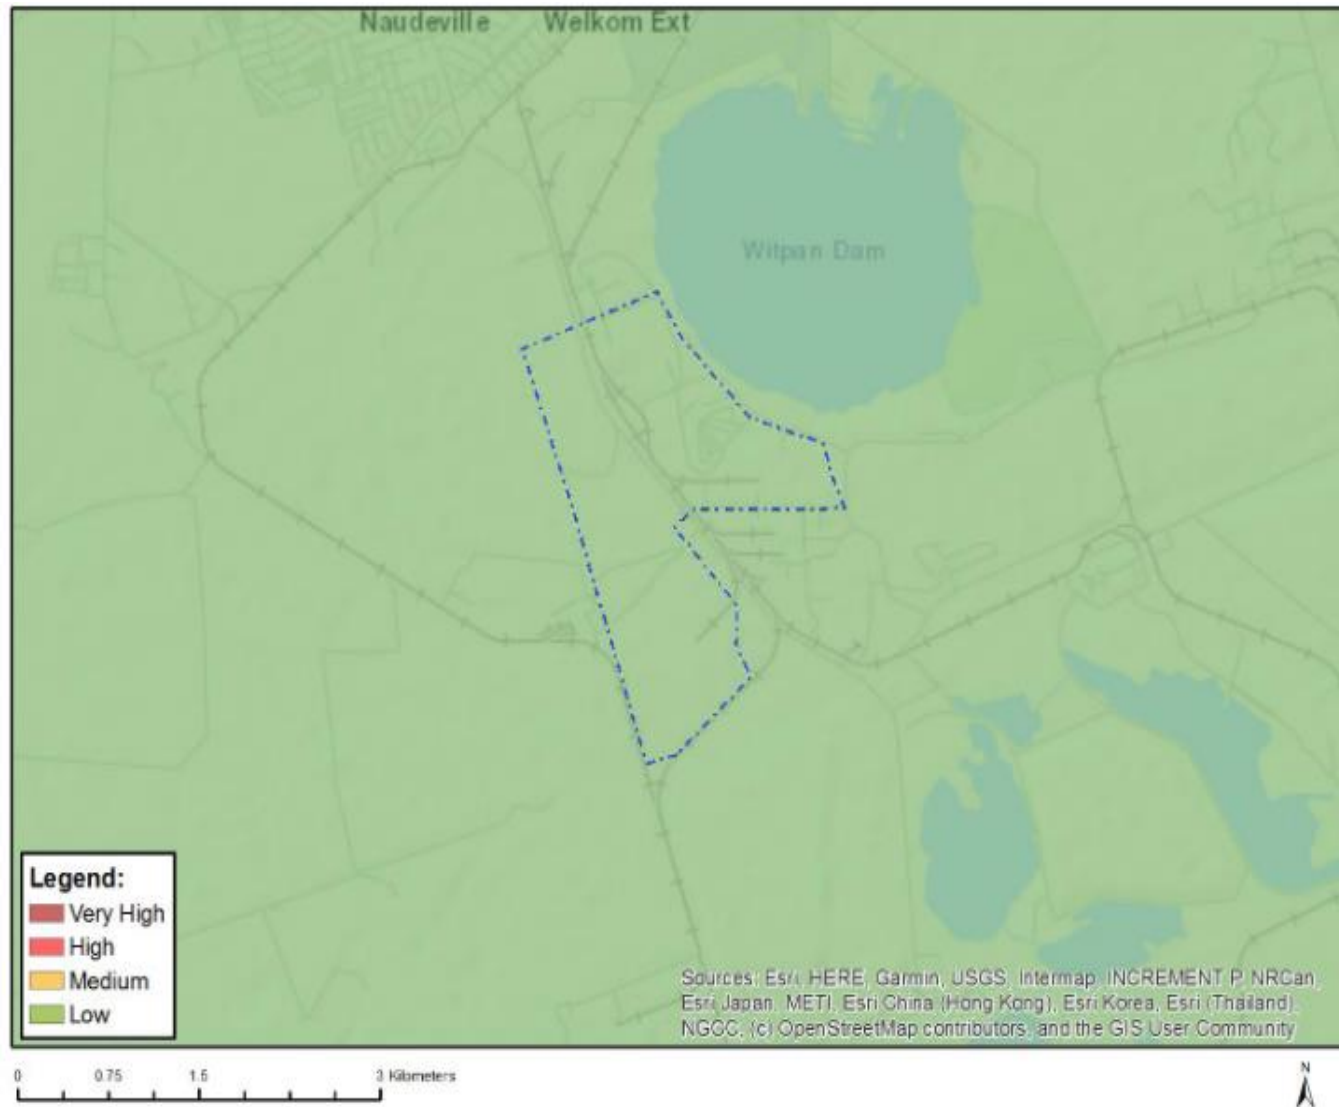 Naudeville Welkom Ext
Witpan Dam
Legend:
Very High
High
Medium
Low
Sources: Esri, HERE, Garmin, USGS, Intermap, INCREMENT P, NRCan,
Esri Japan, METI, Esri China (Hong Kong), Esri Korea, Esri (Thailand),
NGCC, (c) OpenStreetMap contributors, and the GIS User Community
0 0.75 1.5 3 Kilometers
N